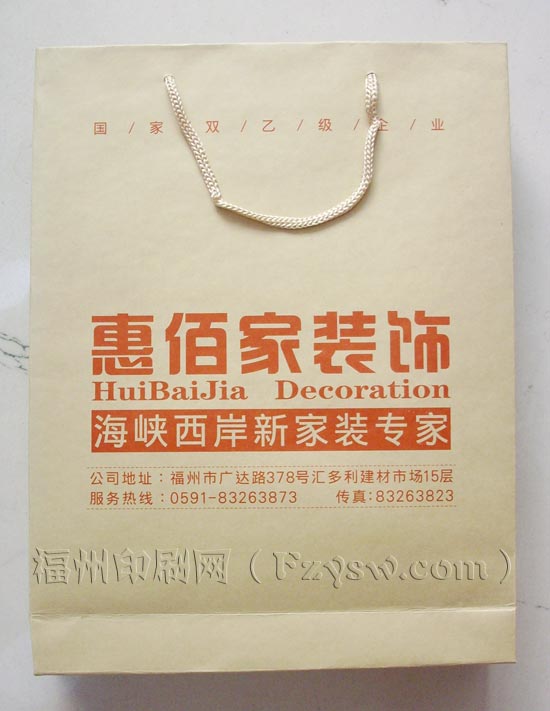 国/家/双/乙/级/企/业
惠佰家装饰
HuiBaiJia Decoration
海峡西岸新家装专家
公司地址：福州市广达路378号汇多利建材市场15层
服务热线：0591-83263873 传真:83263823
福州印刷网（Fzysw.com）